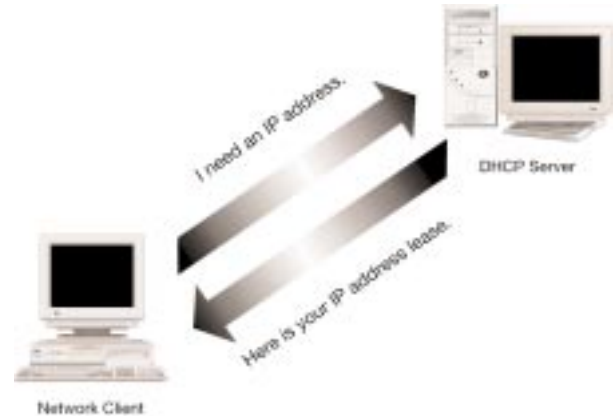 I need an IP address.
DHCP Server
Here is your IP address lease.
Network Client